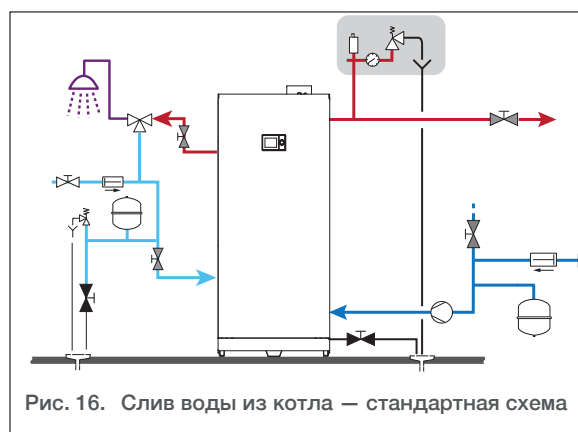 Рис. 16. Слив воды из котла — стандартная схема